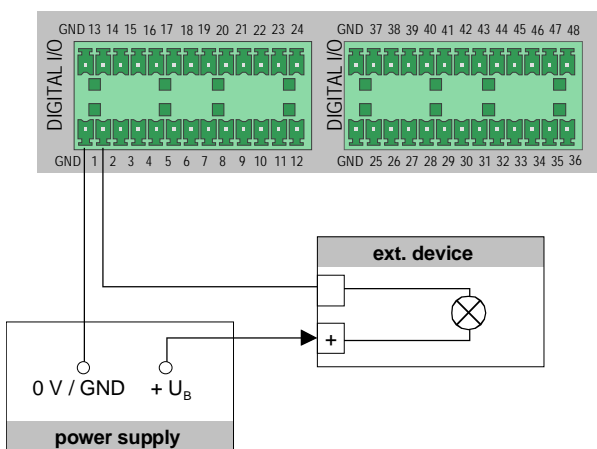 GND 13 14 15 16 17 18 19 20 21 22 23 24
DIGITAL I/O
GND 1 2 3 4 5 6 7 8 9 10 11 12
GND 37 38 39 40 41 42 43 44 45 46 47 48
DIGITAL I/O
GND 25 26 27 28 29 30 31 32 33 34 35 36
ext. device
+
0 V / GND + U_B
power supply